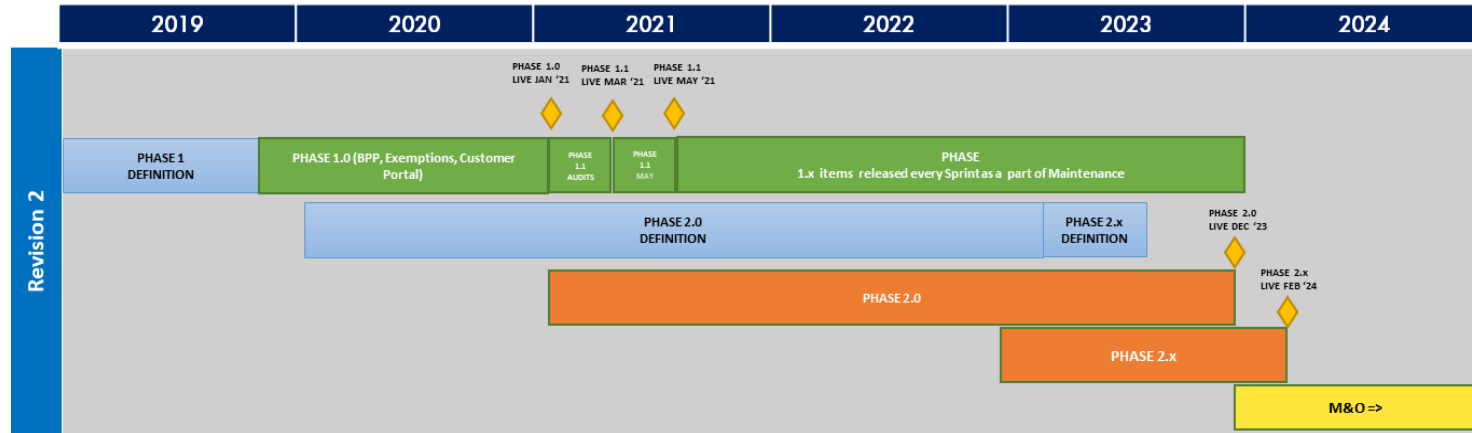 2019
2020
2021
2022
2023
2024
Revision 2
PHASE 1.0
LIVE JAN ‘21
PHASE 1.1
LIVE MAR ‘21
PHASE 1.1
LIVE MAY ‘21
PHASE 1
DEFINITION
PHASE 1.0 (BPP, Exemptions, Customer
Portal)
PHASE
1.1
AUDITS
PHASE
1.1
MAY
PHASE
1.x items released every Sprint as a part of Maintenance
PHASE 2.0
DEFINITION
PHASE 2.x
DEFINITION
PHASE 2.0
LIVE DEC ‘23
PHASE 2.0
PHASE 2.x
LIVE FEB ‘24
PHASE 2.x
M&O =>